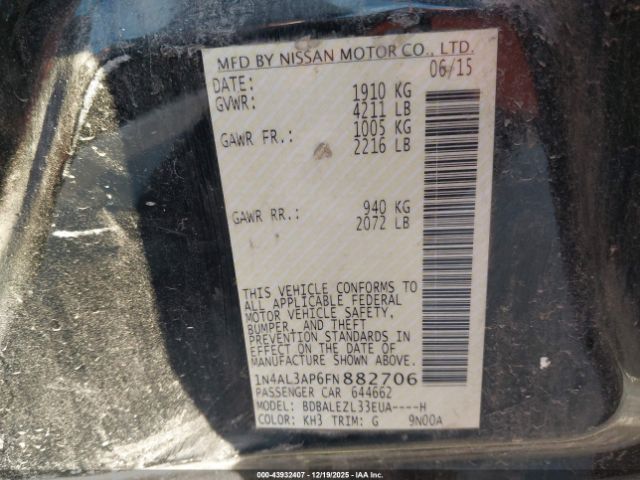 MFD BY NISSAN MOTOR CO., LTD.
DATE: 06/15
GVWR: 1910 KG
4211 LB
GAWR FR.: 1005 KG
2216 LB
GAWR RR.: 940 KG
2072 LB
THIS VEHICLE CONFORMS TO
ALL APPLICABLE FEDERAL
MOTOR VEHICLE SAFETY,
BUMPER, AND THEFT
PREVENTION STANDARDS IN
EFFECT ON THE DATE OF
MANUFACTURE SHOWN ABOVE.
1N4AL3AP6FN882706
PASSENGER CAR 644662
MODEL: BDBALEZL33EUA----H
COLOR: KH3 TRIM: G 9N00A
000-43932407 - 12/19/2025 - IAA Inc.